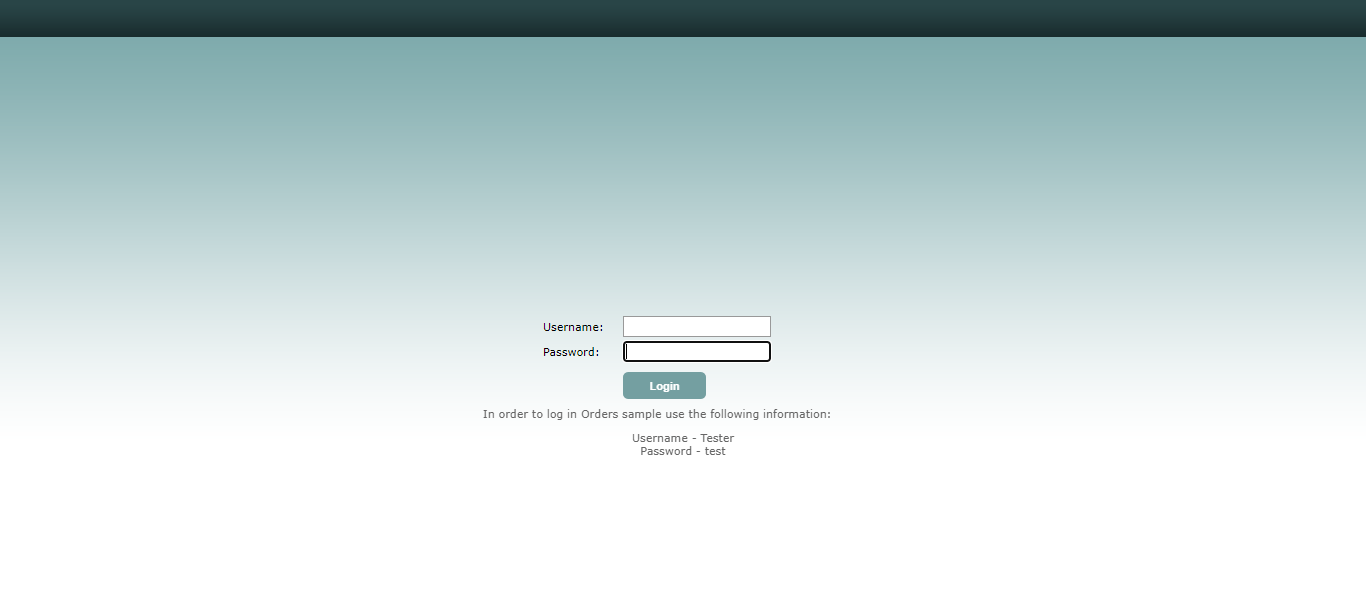 Username:
Password:
Login
In order to log in Orders sample use the following information:
Username - Tester
Password - test